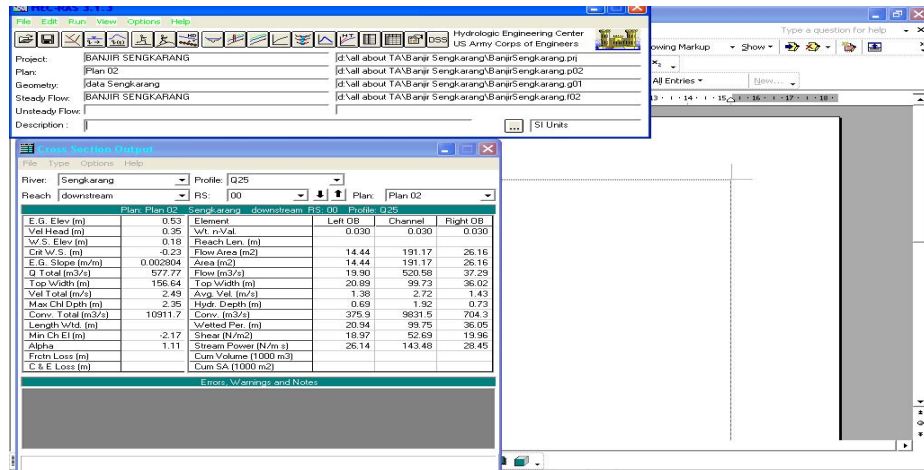 HEC-RAS 3.1.3
File Edit Run View Options Help
Hydrologic Engineering Center
US Army Corps of Engineers
DSS
Project: BANJIR SENGKARANG d:\all about TA\Banjir Sengkarang\BanjirSengkarang.prj
Plan: Plan 02 d:\all about TA\Banjir Sengkarang\BanjirSengkarang.p02
Geometry: data Sengkarang d:\all about TA\Banjir Sengkarang\BanjirSengkarang.g01
Steady Flow: BANJIR SENGKARANG d:\all about TA\Banjir Sengkarang\BanjirSengkarang.f02
Unsteady Flow:
Description : ... SI Units
Type a question for help
owing Markup Show
All Entries New...
13 14 15 16 17 18
Cross Section Output
File Type Options Help
River: Sengkarang Profile: Q25
Reach downstream RS: 00 Plan: Plan 02
Plan: Plan 02 Sengkarang downstream RS: 00 Profile: Q25
E.G. Elev (m) 0.53 Element Left OB Channel Right OB
Vel Head (m) 0.35 Wt. n-Val. 0.030 0.030 0.030
W.S. Elev (m) 0.18 Reach Len. (m)
Crit W.S. (m) -0.23 Flow Area (m2) 14.44 191.17 26.16
E.G. Slope (m/m) 0.002804 Area (m2) 14.44 191.17 26.16
Q Total (m3/s) 577.77 Flow (m3/s) 19.90 520.58 37.29
Top Width (m) 156.64 Top Width (m) 20.89 99.73 36.02
Vel Total (m/s) 2.49 Avg. Vel. (m/s) 1.38 2.72 1.43
Max Chl Dpth (m) 2.35 Hydr. Depth (m) 0.69 1.92 0.73
Conv. Total (m3/s) 10911.7 Conv. (m3/s) 375.9 9831.5 704.3
Length Wtd. (m) Wetted Per. (m) 20.94 99.75 36.05
Min Ch El (m) -2.17 Shear (N/m2) 18.97 52.69 19.96
Alpha 1.11 Stream Power (N/m s) 26.14 143.48 28.45
Frctn Loss (m) Cum Volume (1000 m3)
C & E Loss (m) Cum SA (1000 m2)
Errors, Warnings and Notes